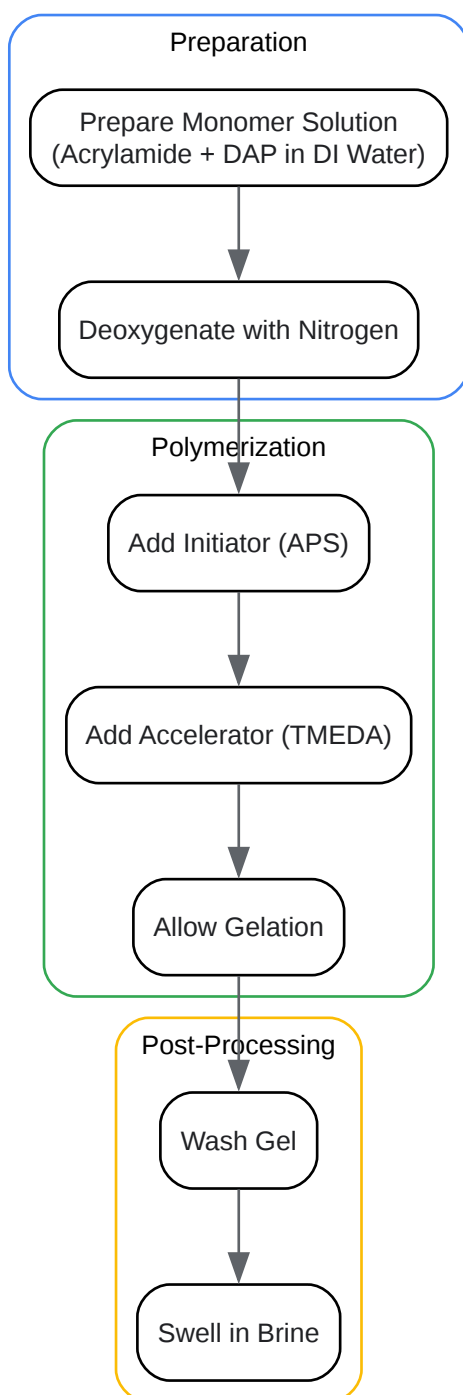 Preparation
Prepare Monomer Solution
(Acrylamide + DAP in DI Water)
Deoxygenate with Nitrogen
Polymerization
Add Initiator (APS)
Add Accelerator (TMEDA)
Allow Gelation
Post-Processing
Wash Gel
Swell in Brine